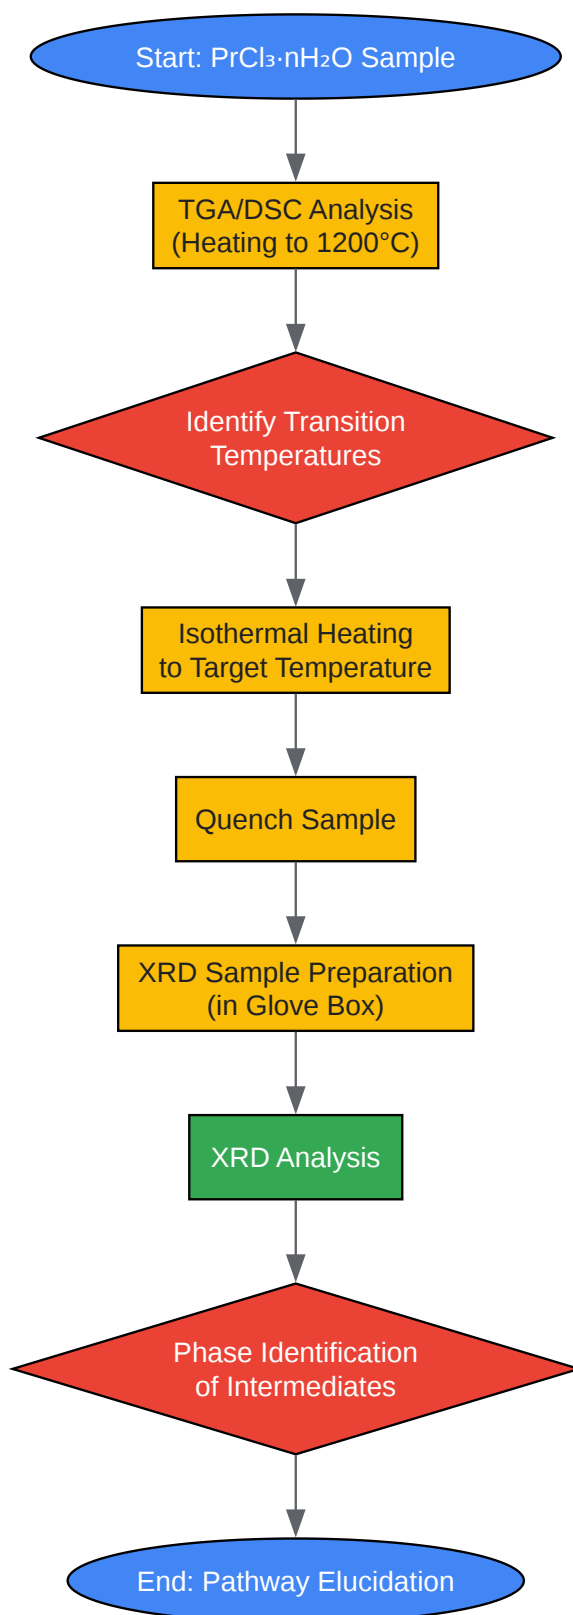 Start: PrCl₃·nH₂O Sample
TGA/DSC Analysis
(Heating to 1200°C)
Identify Transition
Temperatures
Isothermal Heating
to Target Temperature
Quench Sample
XRD Sample Preparation
(in Glove Box)
XRD Analysis
Phase Identification
of Intermediates
End: Pathway Elucidation